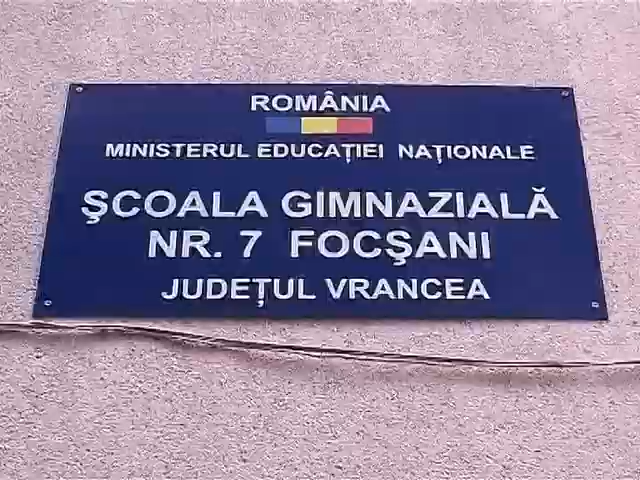 ROMÂNIA
MINISTERUL EDUCAŢIEI NAŢIONALE
ŞCOALA GIMNAZIALĂ
NR. 7 FOCŞANI
JUDEŢUL VRANCEA